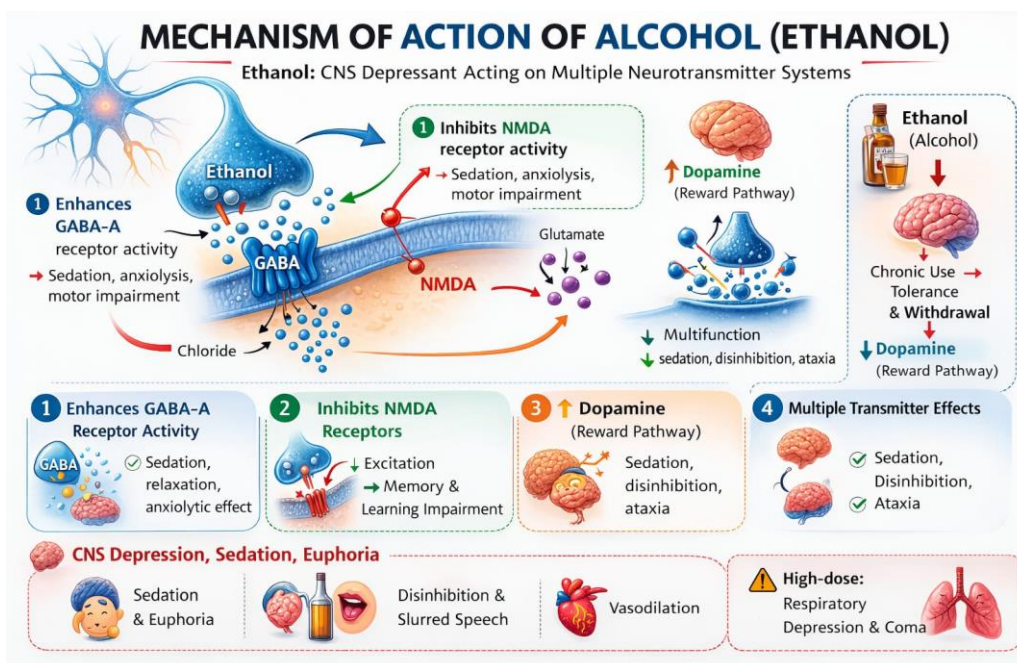 MECHANISM OF ACTION OF ALCOHOL (ETHANOL)
Ethanol: CNS Depressant Acting on Multiple Neurotransmitter Systems
Ethanol
1 Enhances
GABA-A
receptor activity
→ Sedation, anxiolysis,
motor impairment
GABA
Chloride
1 Inhibits NMDA
receptor activity
→ Sedation, anxiolysis,
motor impairment
NMDA
Glutamate
↑ Dopamine
(Reward Pathway)
↓ Multifunction
↓ sedation, disinhibition, ataxia
Ethanol
(Alcohol)
Chronic Use →
Tolerance
& Withdrawal
↓ Dopamine
(Reward Pathway)
1 Enhances GABA-A
Receptor Activity
GABA
Sedation,
relaxation,
anxiolytic effect
2 Inhibits NMDA
Receptors
↓ Excitation
→ Memory &
Learning Impairment
3 ↑ Dopamine
(Reward Pathway)
Sedation,
disinhibition,
ataxia
4 Multiple Transmitter Effects
Sedation,
Disinhibition,
Ataxia
CNS Depression, Sedation, Euphoria
Sedation
& Euphoria
Disinhibition &
Slurred Speech
Vasodilation
High-dose:
Respiratory
Depression & Coma